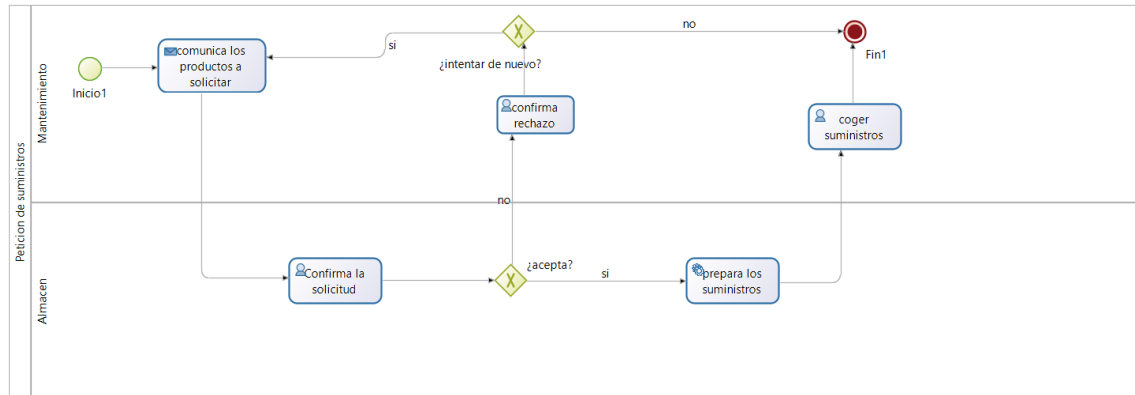 Peticion de suministros
Mantenimiento
Inicio1
comunica los
productos a
solicitar
si
¿intentar de nuevo?
no
confirma
rechazo
Fin1
coger
suministros
no
Almacen
Confirma la
solicitud
¿acepta?
si
prepara los
suministros